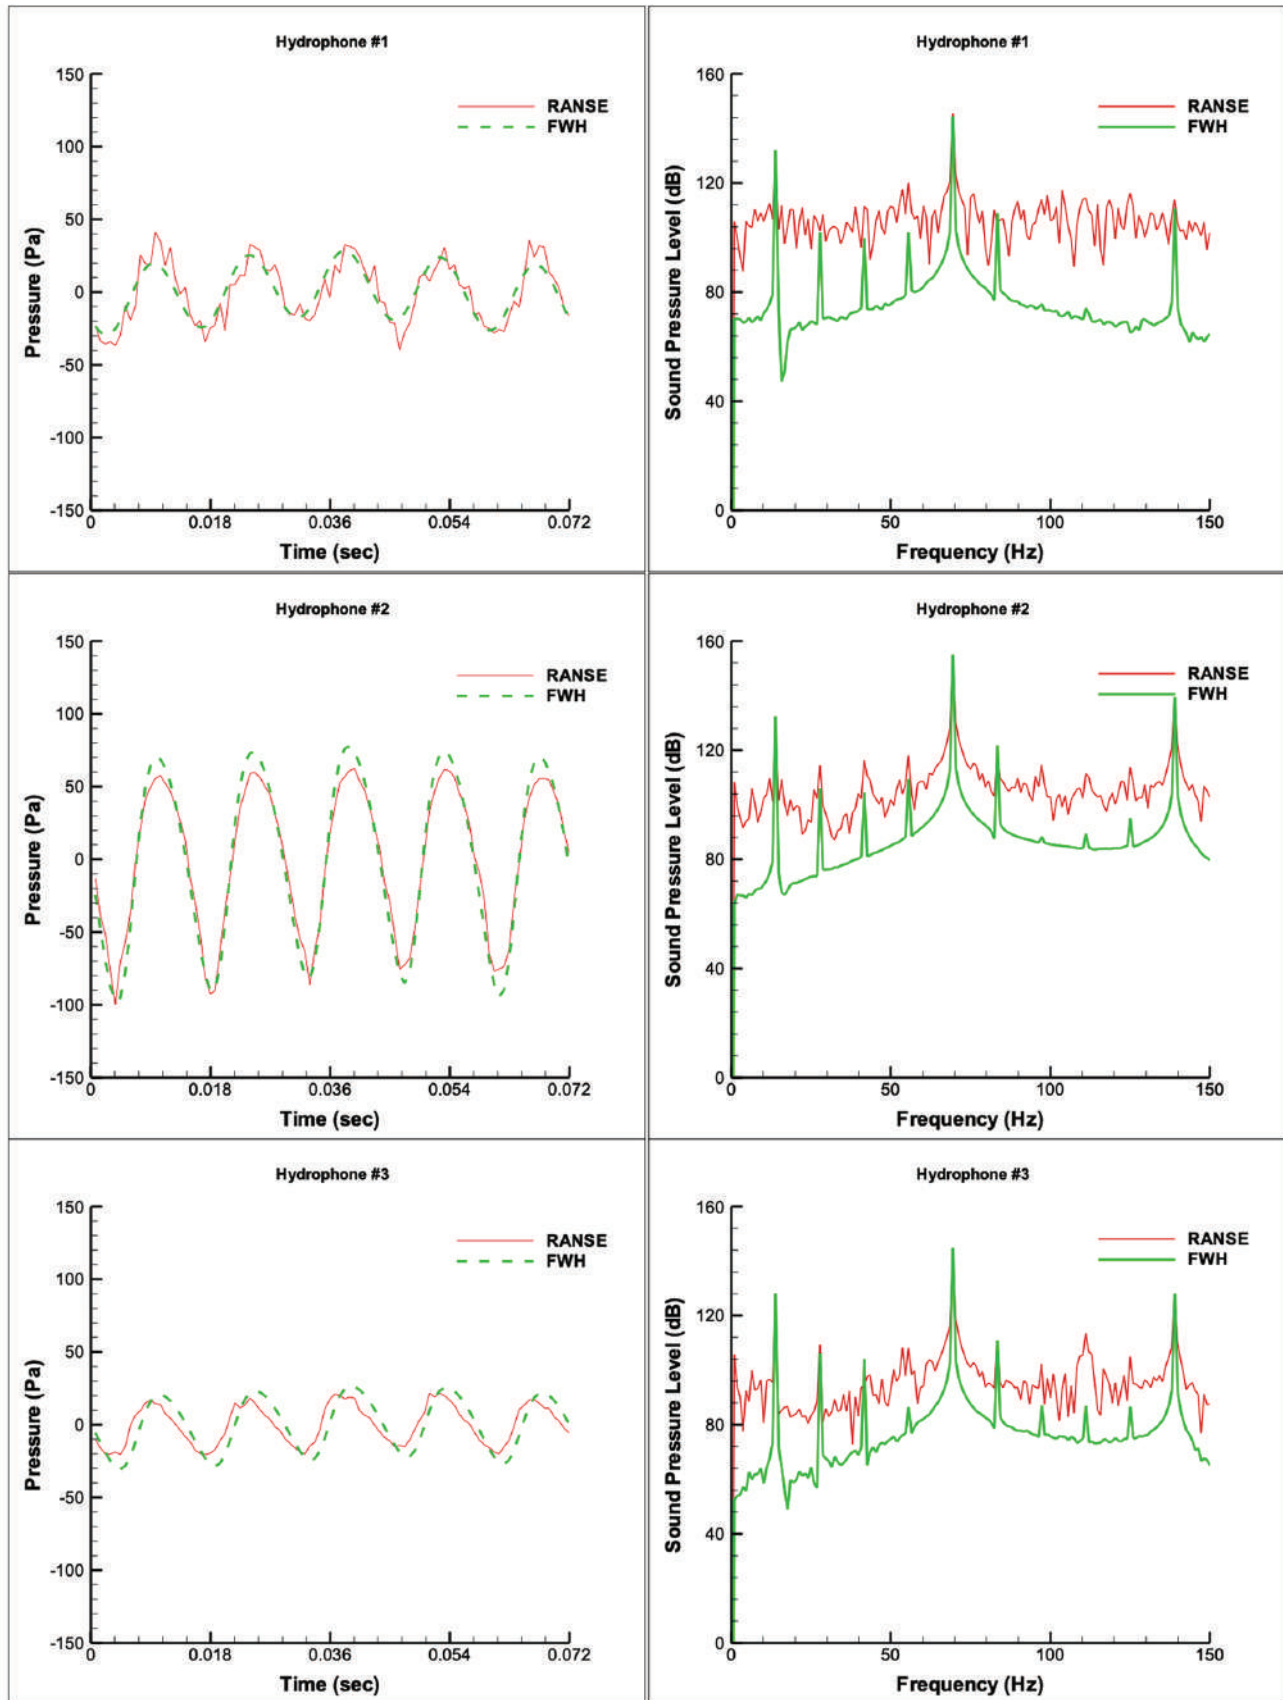 Hydrophone #1
150
100
50
0
-50
-100
-150
Pressure (Pa)
RANSE
FWH
0 0.018 0.036 0.054 0.072
Time (sec)
Hydrophone #1
160
120
80
40
0
Sound Pressure Level (dB)
RANSE
FWH
0 50 100 150
Frequency (Hz)
Hydrophone #2
150
100
50
0
-50
-100
-150
Pressure (Pa)
RANSE
FWH
0 0.018 0.036 0.054 0.072
Time (sec)
Hydrophone #2
160
120
80
40
0
Sound Pressure Level (dB)
RANSE
FWH
0 50 100 150
Frequency (Hz)
Hydrophone #3
150
100
50
0
-50
-100
-150
Pressure (Pa)
RANSE
FWH
0 0.018 0.036 0.054 0.072
Time (sec)
Hydrophone #3
160
120
80
40
0
Sound Pressure Level (dB)
RANSE
FWH
0 50 100 150
Frequency (Hz)